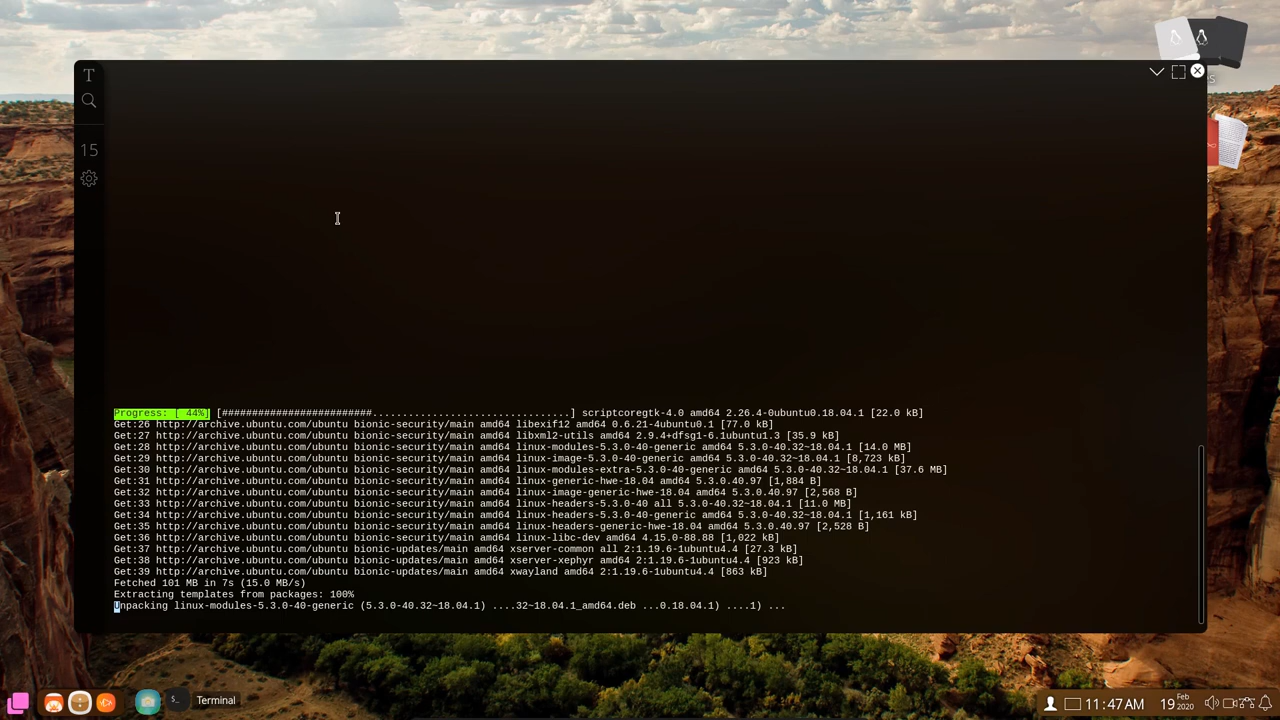 T
15
Progress: [ 44%] [#########################.................................] scriptcoregtk-4.0 amd64 2.26.4-0ubuntu0.18.04.1 [22.0 kB]
Get:26 http://archive.ubuntu.com/ubuntu bionic-security/main amd64 libexif12 amd64 0.6.21-4ubuntu0.1 [77.0 kB]
Get:27 http://archive.ubuntu.com/ubuntu bionic-security/main amd64 libxml2-utils amd64 2.9.4+dfsg1-6.1ubuntu1.3 [35.9 kB]
Get:28 http://archive.ubuntu.com/ubuntu bionic-security/main amd64 linux-modules-5.3.0-40-generic amd64 5.3.0-40.32~18.04.1 [14.0 MB]
Get:29 http://archive.ubuntu.com/ubuntu bionic-security/main amd64 linux-image-5.3.0-40-generic amd64 5.3.0-40.32~18.04.1 [8,723 kB]
Get:30 http://archive.ubuntu.com/ubuntu bionic-security/main amd64 linux-modules-extra-5.3.0-40-generic amd64 5.3.0-40.32~18.04.1 [37.6 MB]
Get:31 http://archive.ubuntu.com/ubuntu bionic-security/main amd64 linux-generic-hwe-18.04 amd64 5.3.0.40.97 [1,884 B]
Get:32 http://archive.ubuntu.com/ubuntu bionic-security/main amd64 linux-image-generic-hwe-18.04 amd64 5.3.0.40.97 [2,568 B]
Get:33 http://archive.ubuntu.com/ubuntu bionic-security/main amd64 linux-headers-5.3.0-40 all 5.3.0-40.32~18.04.1 [11.0 MB]
Get:34 http://archive.ubuntu.com/ubuntu bionic-security/main amd64 linux-headers-5.3.0-40-generic amd64 5.3.0-40.32~18.04.1 [1,161 kB]
Get:35 http://archive.ubuntu.com/ubuntu bionic-security/main amd64 linux-headers-generic-hwe-18.04 amd64 5.3.0.40.97 [2,528 B]
Get:36 http://archive.ubuntu.com/ubuntu bionic-security/main amd64 linux-libc-dev amd64 4.15.0-88.88 [1,022 kB]
Get:37 http://archive.ubuntu.com/ubuntu bionic-updates/main amd64 xserver-common all 2:1.19.6-1ubuntu4.4 [27.3 kB]
Get:38 http://archive.ubuntu.com/ubuntu bionic-updates/main amd64 xserver-xephyr amd64 2:1.19.6-1ubuntu4.4 [923 kB]
Get:39 http://archive.ubuntu.com/ubuntu bionic-updates/main amd64 xwayland amd64 2:1.19.6-1ubuntu4.4 [863 kB]
Fetched 101 MB in 7s (15.0 MB/s)
Extracting templates from packages: 100%
Unpacking linux-modules-5.3.0-40-generic (5.3.0-40.32~18.04.1) ....32~18.04.1_amd64.deb ...0.18.04.1) ....1) ...
Terminal
11:47AM 19 Feb 2020